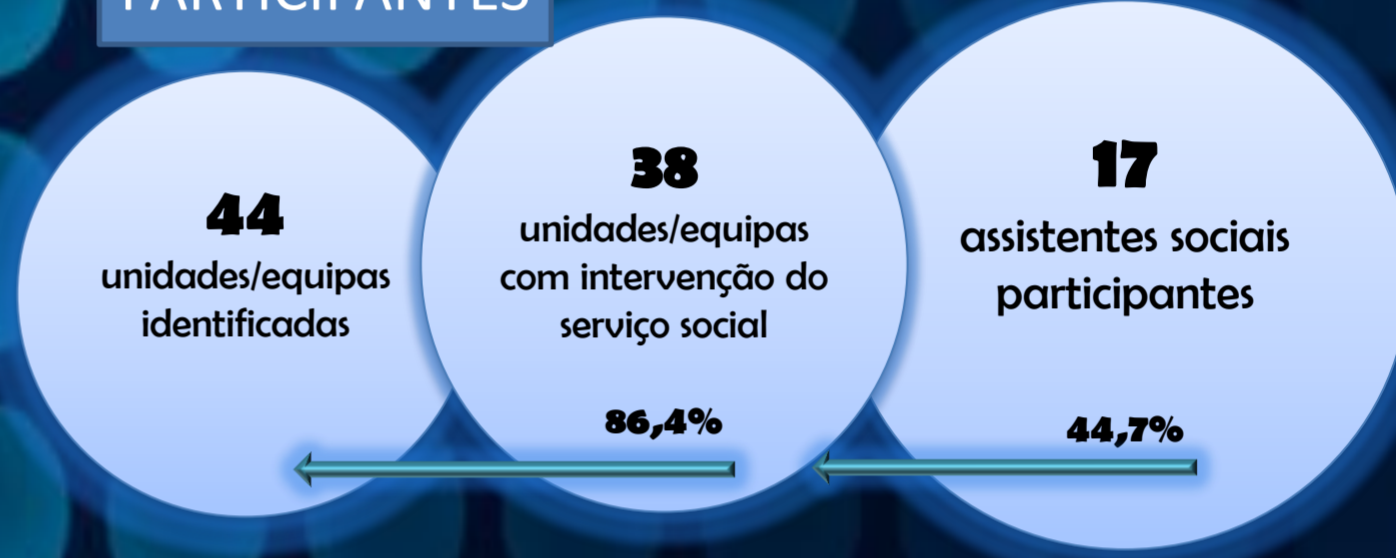 PARTICIPANTES
44
unidades/equipas
identificadas
38
unidades/equipas
com intervenção do
serviço social
86,4%
17
assistentes sociais
participantes
44,7%